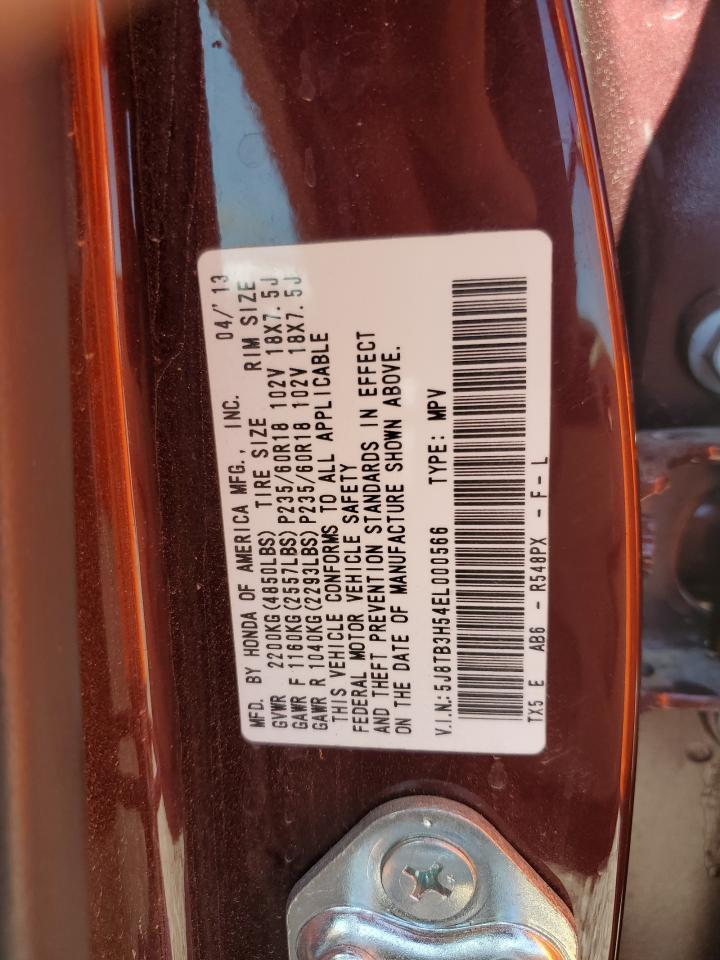 MFD. BY HONDA OF AMERICA MFG., INC. 04/'13
GVWR 2200KG(4850LBS) TIRE SIZE RIM SIZE
GAWR F 1160KG(2557LBS) P235/60R18 102V 18X7.5J
GAWR R 1040KG(2293LBS) P235/60R18 102V 18X7.5J
THIS VEHICLE CONFORMS TO ALL APPLICABLE
FEDERAL MOTOR VEHICLE SAFETY
AND THEFT PREVENTION STANDARDS IN EFFECT
ON THE DATE OF MANUFACTURE SHOWN ABOVE.
V.I.N.: 5J8TB3H54EL000566 TYPE: MPV
TX5 E AB6 - R548PX - F - L